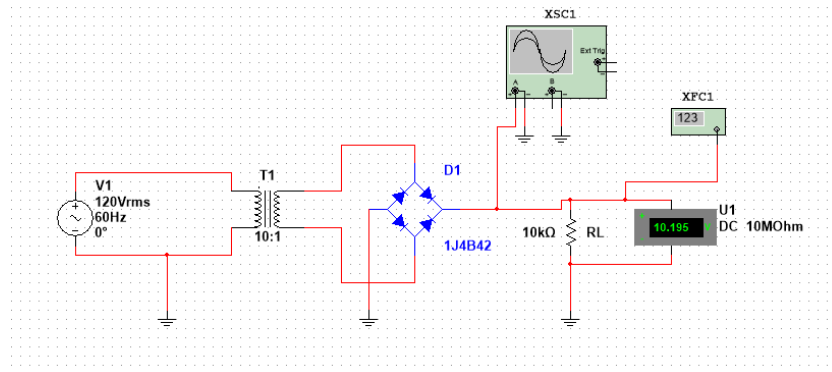 XSC1
Ext Trig
+
-
A
B
+
-
+
-
XFC1
123
V1
120Vrms
60Hz
0°
T1
10:1
D1
1J4B42
10kΩ
RL
U1
10.195
DC 10MOhm